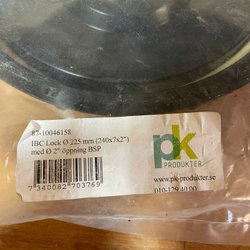 87-10046158
IBC Lock Ø 225 mm (240x7x2")
med Ø 2" öppning BSP
7 340082 703769
pk
PRODUKTER
www.pk-produkter.se
010-129 40 00